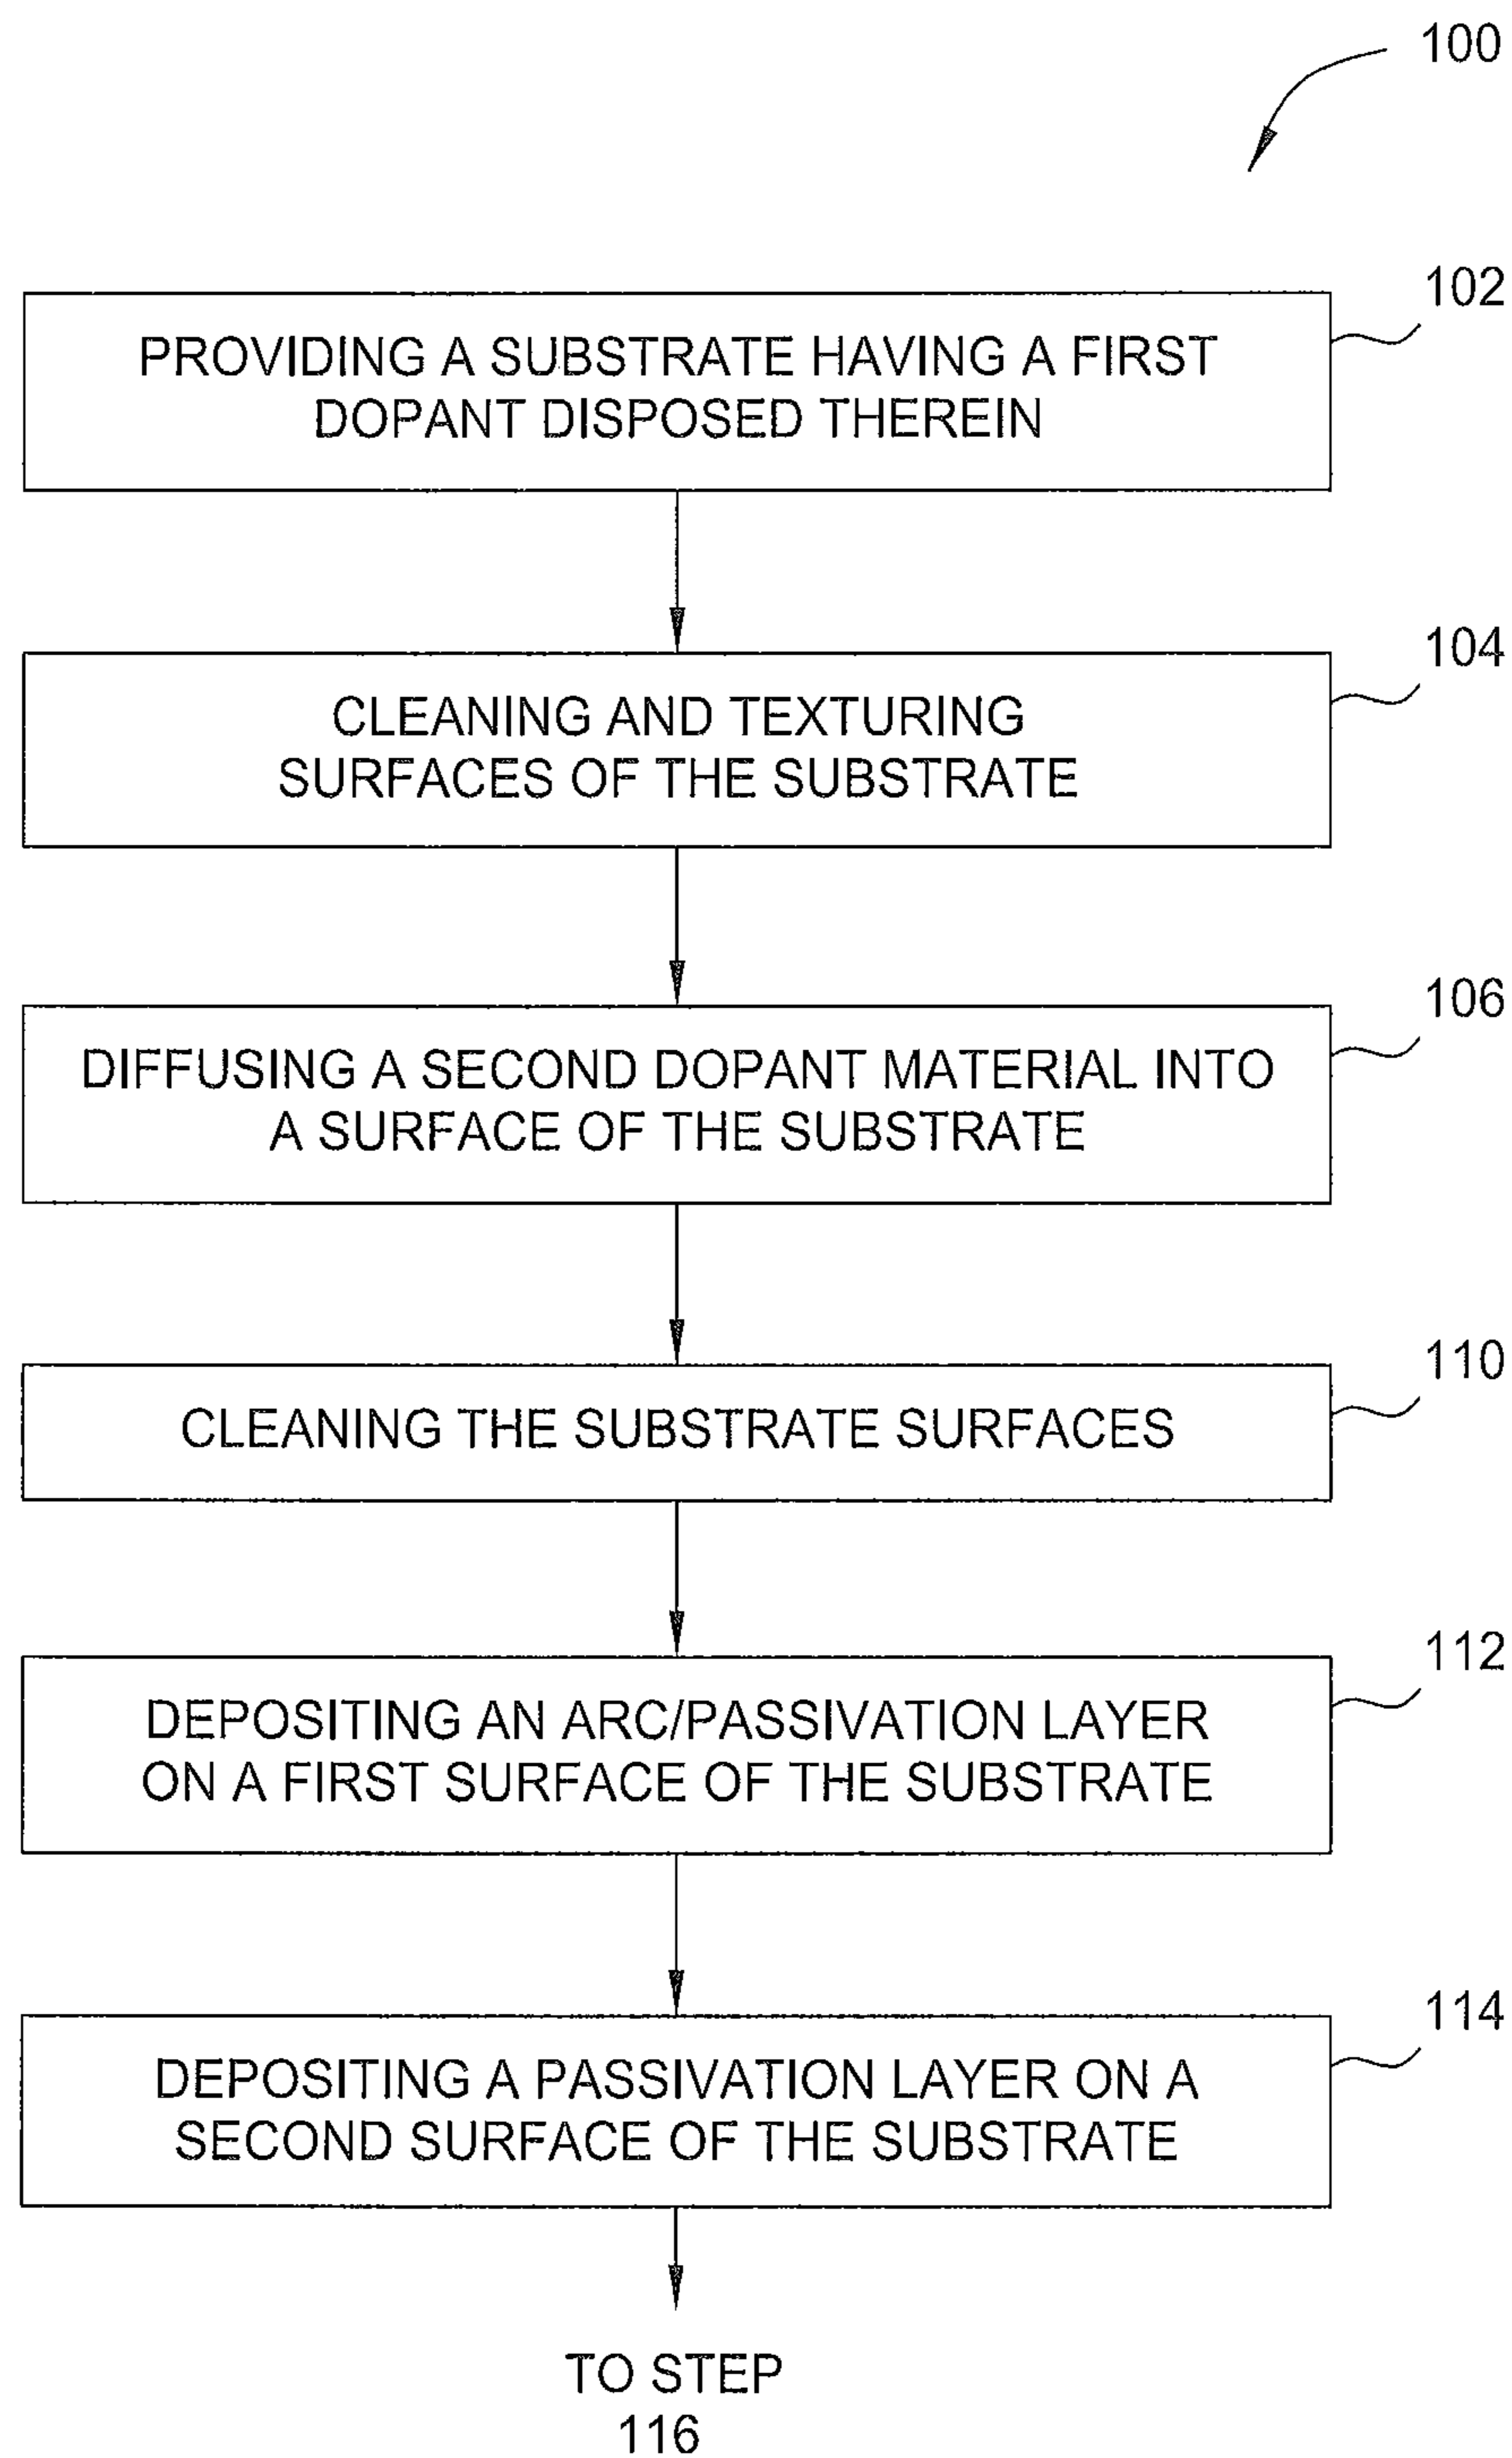 100
102
PROVIDING A SUBSTRATE HAVING A FIRST
DOPANT DISPOSED THEREIN
104
CLEANING AND TEXTURING
SURFACES OF THE SUBSTRATE
106
DIFFUSING A SECOND DOPANT MATERIAL INTO
A SURFACE OF THE SUBSTRATE
110
CLEANING THE SUBSTRATE SURFACES
112
DEPOSITING AN ARC/PASSIVATION LAYER
ON A FIRST SURFACE OF THE SUBSTRATE
114
DEPOSITING A PASSIVATION LAYER ON A
SECOND SURFACE OF THE SUBSTRATE
TO STEP
116